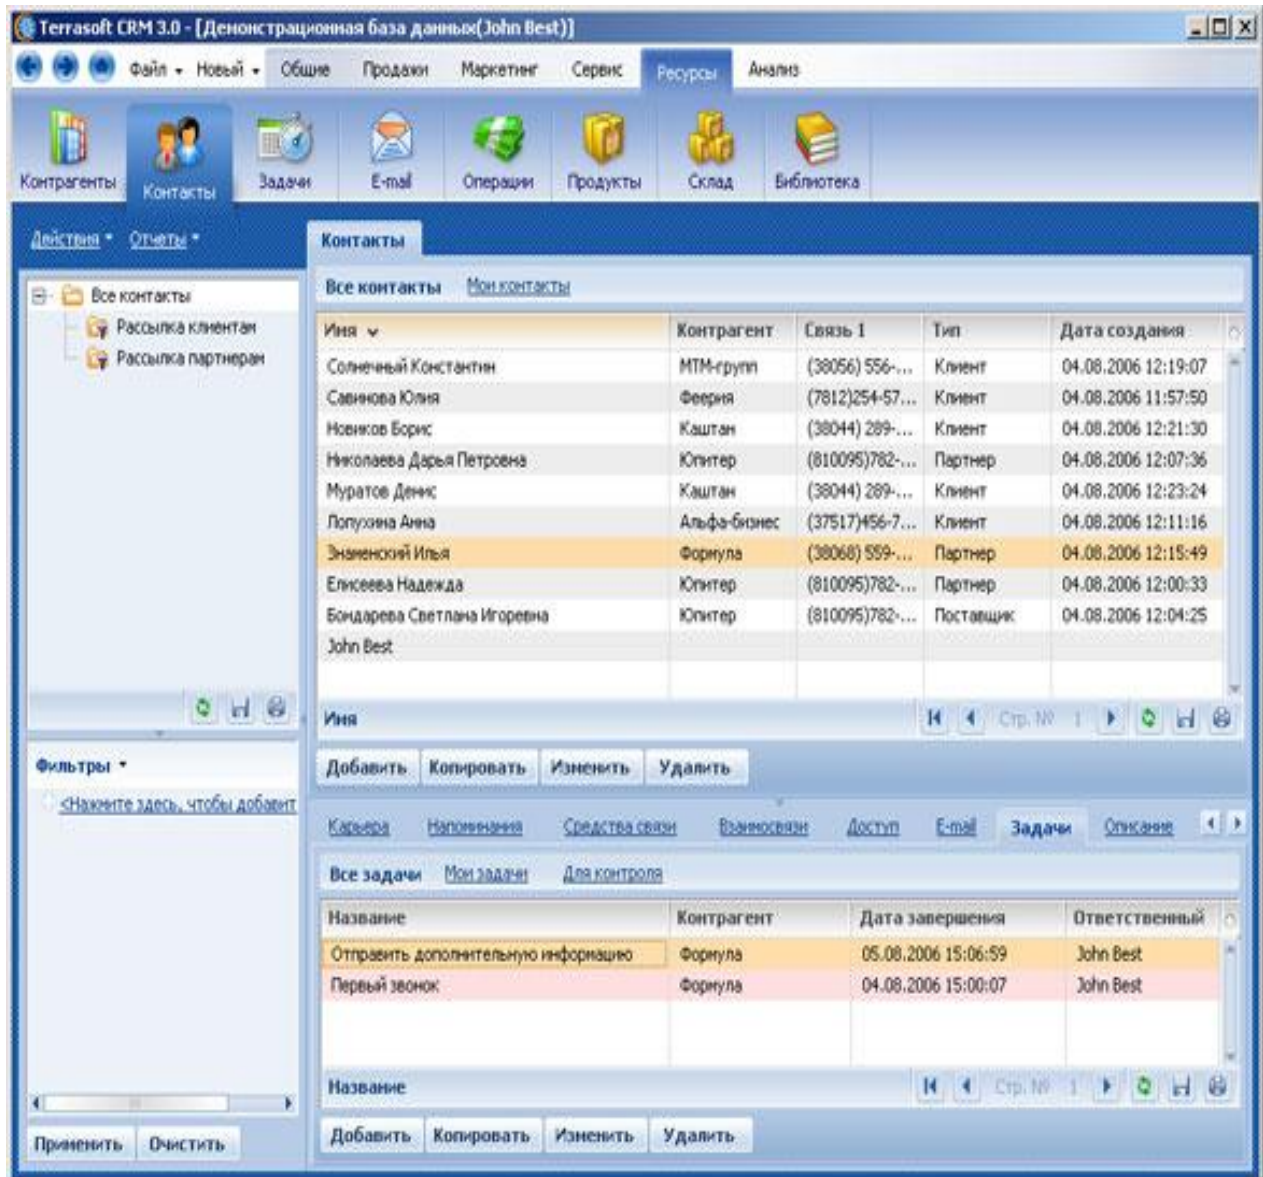 Terrasoft CRM 3.0 - [Демонстрационная база данных(John Best)]
Файл Новый Общие Продажи Маркетинг Сервис Ресурсы Анализ
Контрагенты Контакты Задачи E-mail Операции Продукты Склад Библиотека
Действия Отчеты
Все контакты
Рассылка клиентам
Рассылка партнерам
Контакты
Все контакты Мои контакты
Имя Контрагент Связь 1 Тип Дата создания
Солнечный Константин МТМ-групп (38056) 556-... Клиент 04.08.2006 12:19:07
Савинова Юлия Феерия (7812)254-57... Клиент 04.08.2006 11:57:50
Новиков Борис Каштан (38044) 289-... Клиент 04.08.2006 12:21:30
Николаева Дарья Петровна Юпитер (810095)782-... Партнер 04.08.2006 12:07:36
Муратов Денис Каштан (38044) 289-... Клиент 04.08.2006 12:23:24
Лопухина Анна Альфа-бизнес (37517)456-7... Клиент 04.08.2006 12:11:16
Знаменский Илья Формула (38068) 559-... Партнер 04.08.2006 12:15:49
Елисеева Надежда Юпитер (810095)782-... Партнер 04.08.2006 12:00:33
Бондарева Светлана Игоревна Юпитер (810095)782-... Поставщик 04.08.2006 12:04:25
John Best
Имя Стр. № 1
Добавить Копировать Изменить Удалить
Фильтры
<Нажмите здесь, чтобы добавит
Применить Очистить
Карьера Напоминания Средства связи Взаимосвязи Доступ E-mail Задачи Описание
Все задачи Мои задачи Для контроля
Название Контрагент Дата завершения Ответственный
Отправить дополнительную информацию Формула 05.08.2006 15:06:59 John Best
Первый звонок Формула 04.08.2006 15:00:07 John Best
Название Стр. № 1
Добавить Копировать Изменить Удалить